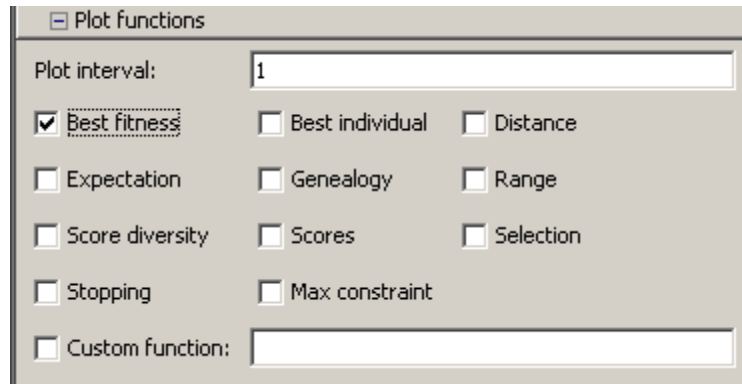 Plot functions
Plot interval: 1
Best fitness Best individual Distance
Expectation Genealogy Range
Score diversity Scores Selection
Stopping Max constraint
Custom function: